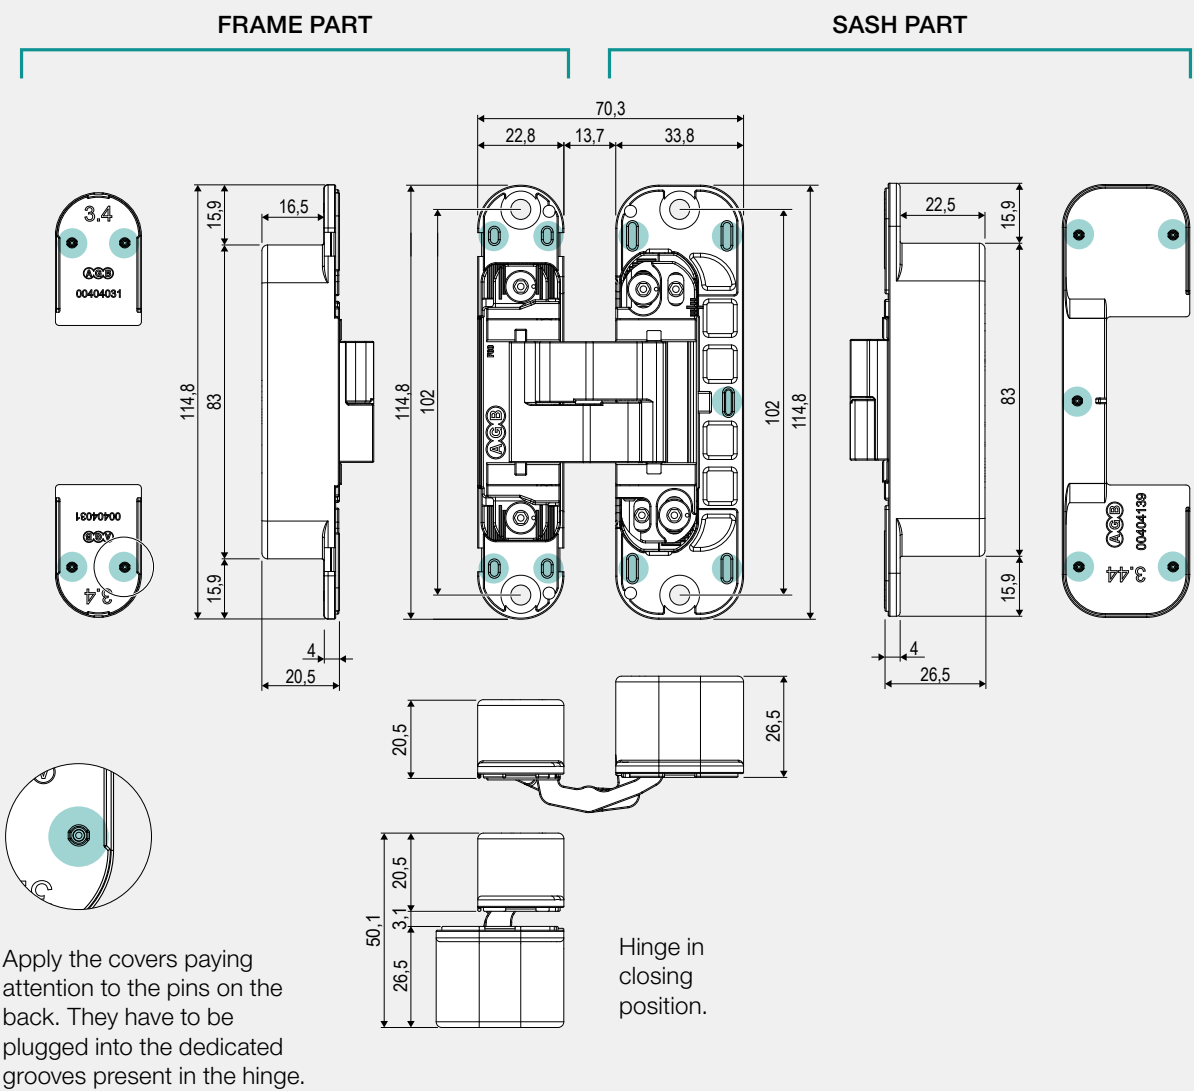 FRAME PART
SASH PART
70,3
22,8
13,7
33,8
3,4
AGB
00404031
15,9
16,5
114,8
83
15,9
4
20,5
114,8
102
F60
AGB
102
114,8
22,5
15,9
83
15,9
4
26,5
AGB
00404139
3.44
00404031
AGB
3.4
20,5
26,5
50,1
20,5
3,1
26,5
Apply the covers paying
attention to the pins on the
back. They have to be
plugged into the dedicated
grooves present in the hinge.
Hinge in
closing
position.